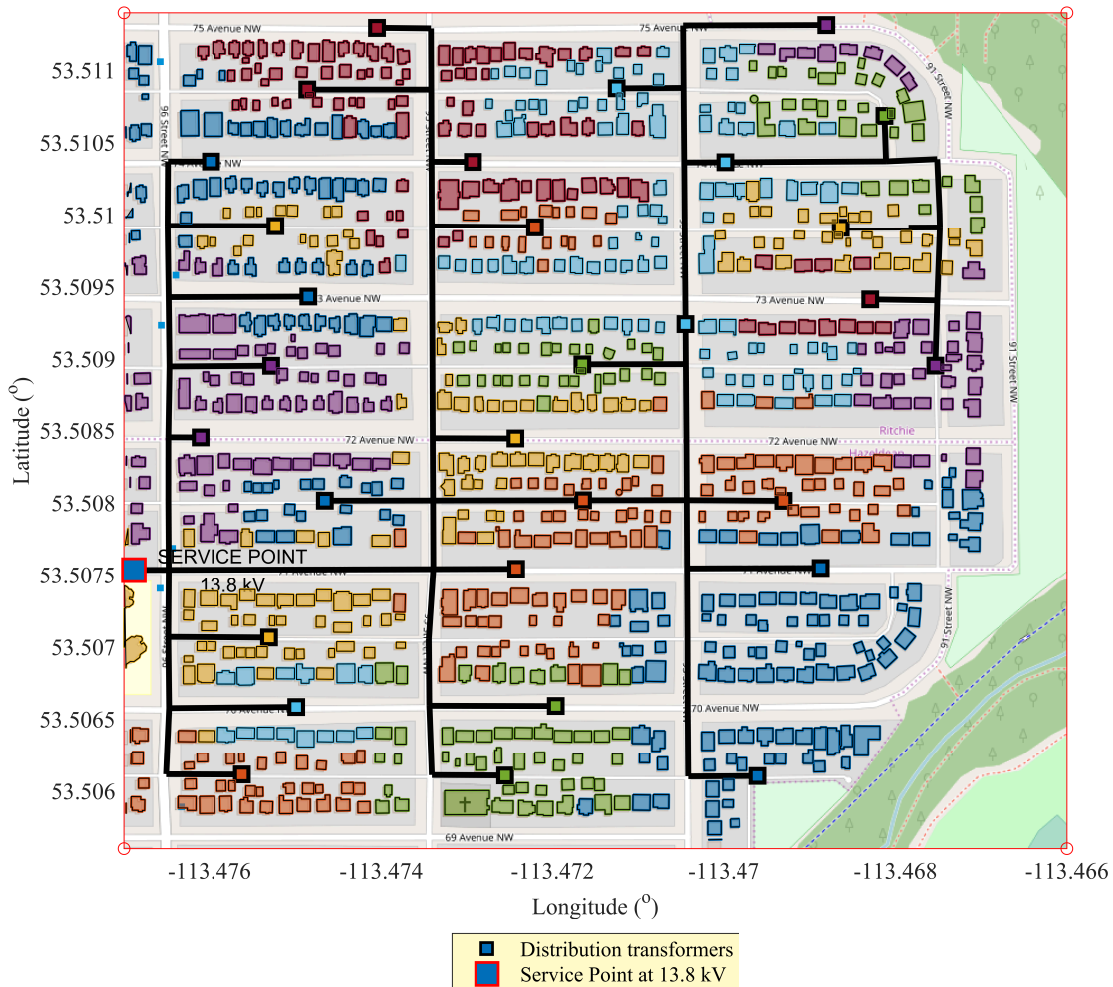 75 Avenue NW
75 Avenue NW
53.511
91 Street NW
96 Street NW
53.5105
53.51
53.5095
3 Avenue NW
73 Avenue NW
53.509
91 Street NW
Latitude (°)
53.5085
Ritchie
72 Avenue NW
72 Avenue NW
Hazeldean
53.508
SERVICE POINT
53.5075
13.8 kV
91 Street NW
53.507
53.5065
70 Avenue NW
53.506
69 Avenue NW
-113.476
-113.474
-113.472
-113.47
-113.468
-113.466
Longitude (°)
Distribution transformers
Service Point at 13.8 kV